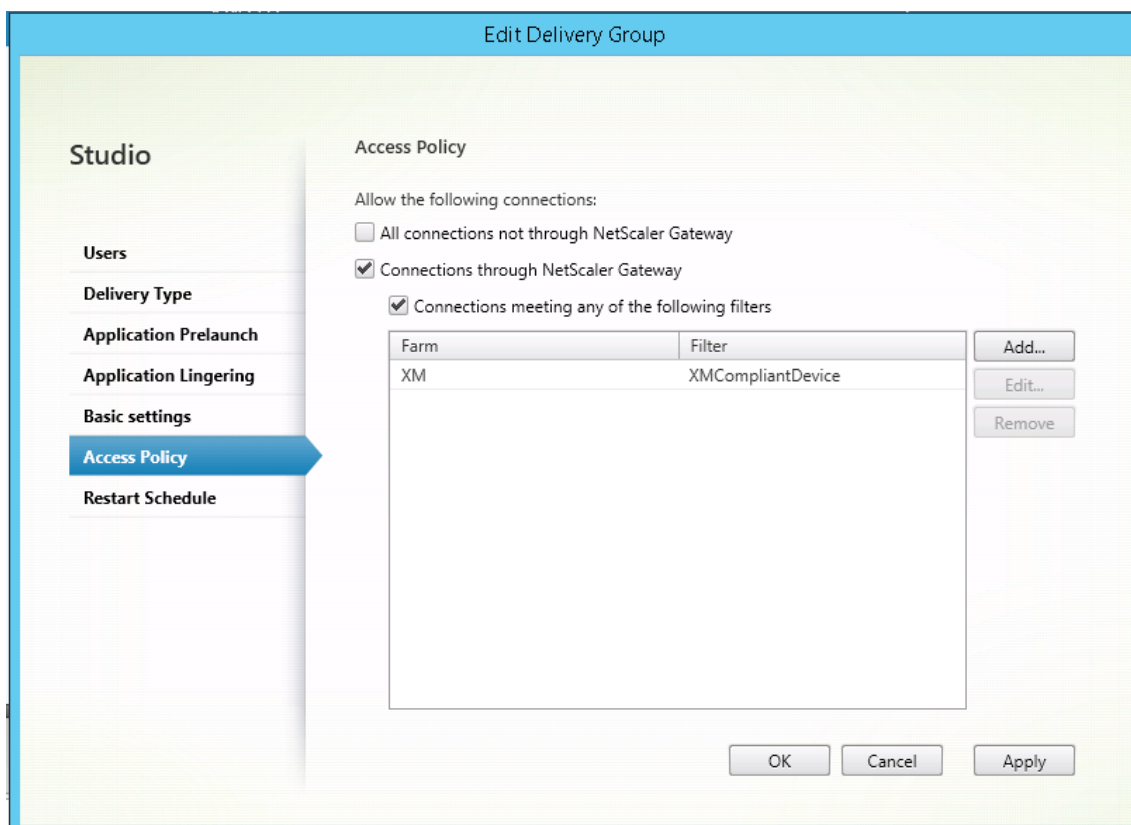 Edit Delivery Group
Studio
Users
Delivery Type
Application Prelaunch
Application Lingering
Basic settings
Access Policy
Restart Schedule
Access Policy
Allow the following connections:
All connections not through NetScaler Gateway
Connections through NetScaler Gateway
Connections meeting any of the following filters
Farm Filter
XM XMCompliantDevice
Add...
Edit...
Remove
OK Cancel Apply